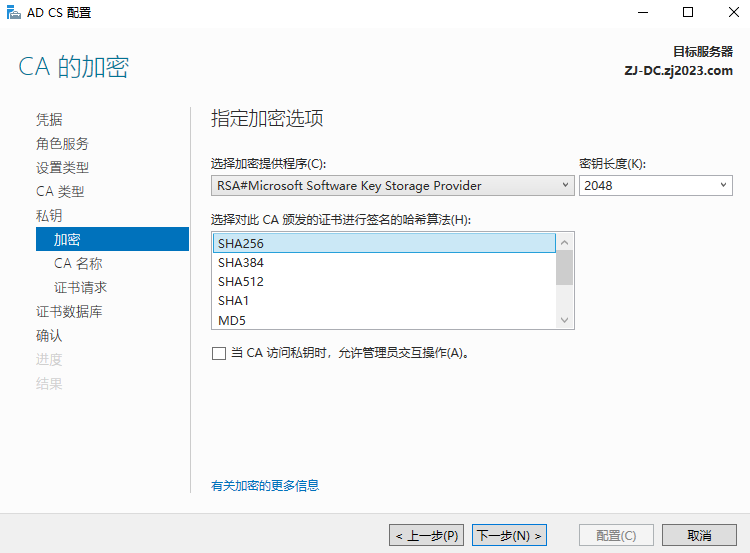 AD CS 配置
CA 的加密
目标服务器
ZJ-DC.zj2023.com
凭据
角色服务
设置类型
CA 类型
私钥
加密
CA 名称
证书请求
证书数据库
确认
进度
结果
指定加密选项
选择加密提供程序(C):
密钥长度(K):
RSA#Microsoft Software Key Storage Provider
2048
选择对此 CA 颁发的证书进行签名的哈希算法(H):
SHA256
SHA384
SHA512
SHA1
MD5
当 CA 访问私钥时，允许管理员交互操作(A)。
有关加密的更多信息
< 上一步(P)
下一步(N) >
配置(C)
取消